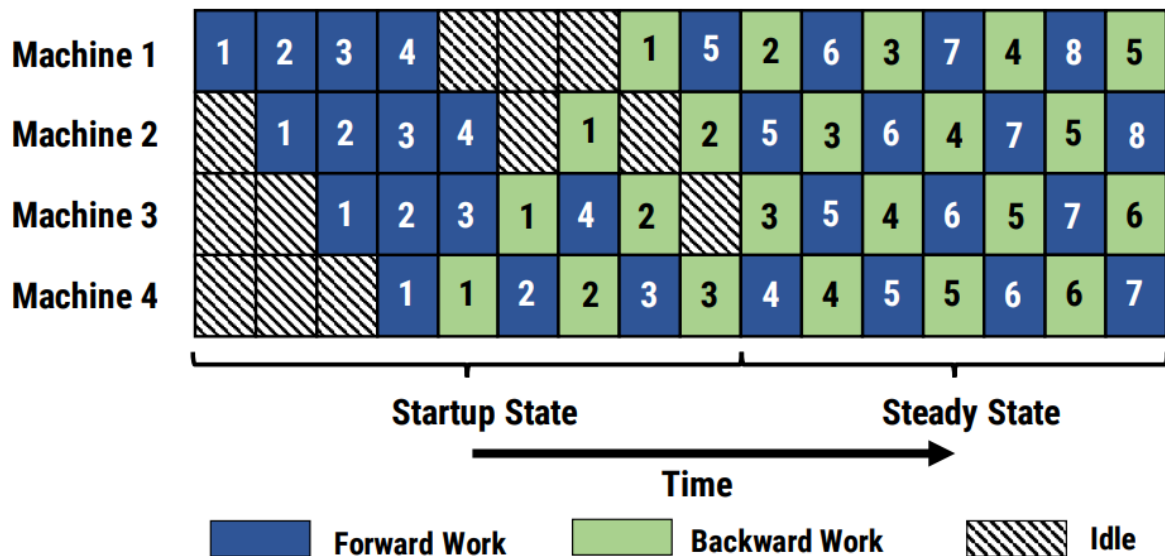 Machine 1 1 2 3 4 1 5 2 6 3 7 4 8 5
Machine 2 1 2 3 4 1 2 5 3 6 4 7 5 8
Machine 3 1 2 3 1 4 2 3 5 4 6 5 7 6
Machine 4 1 1 2 2 3 3 4 4 5 5 6 6 7
Startup State Steady State
Time
Forward Work Backward Work Idle